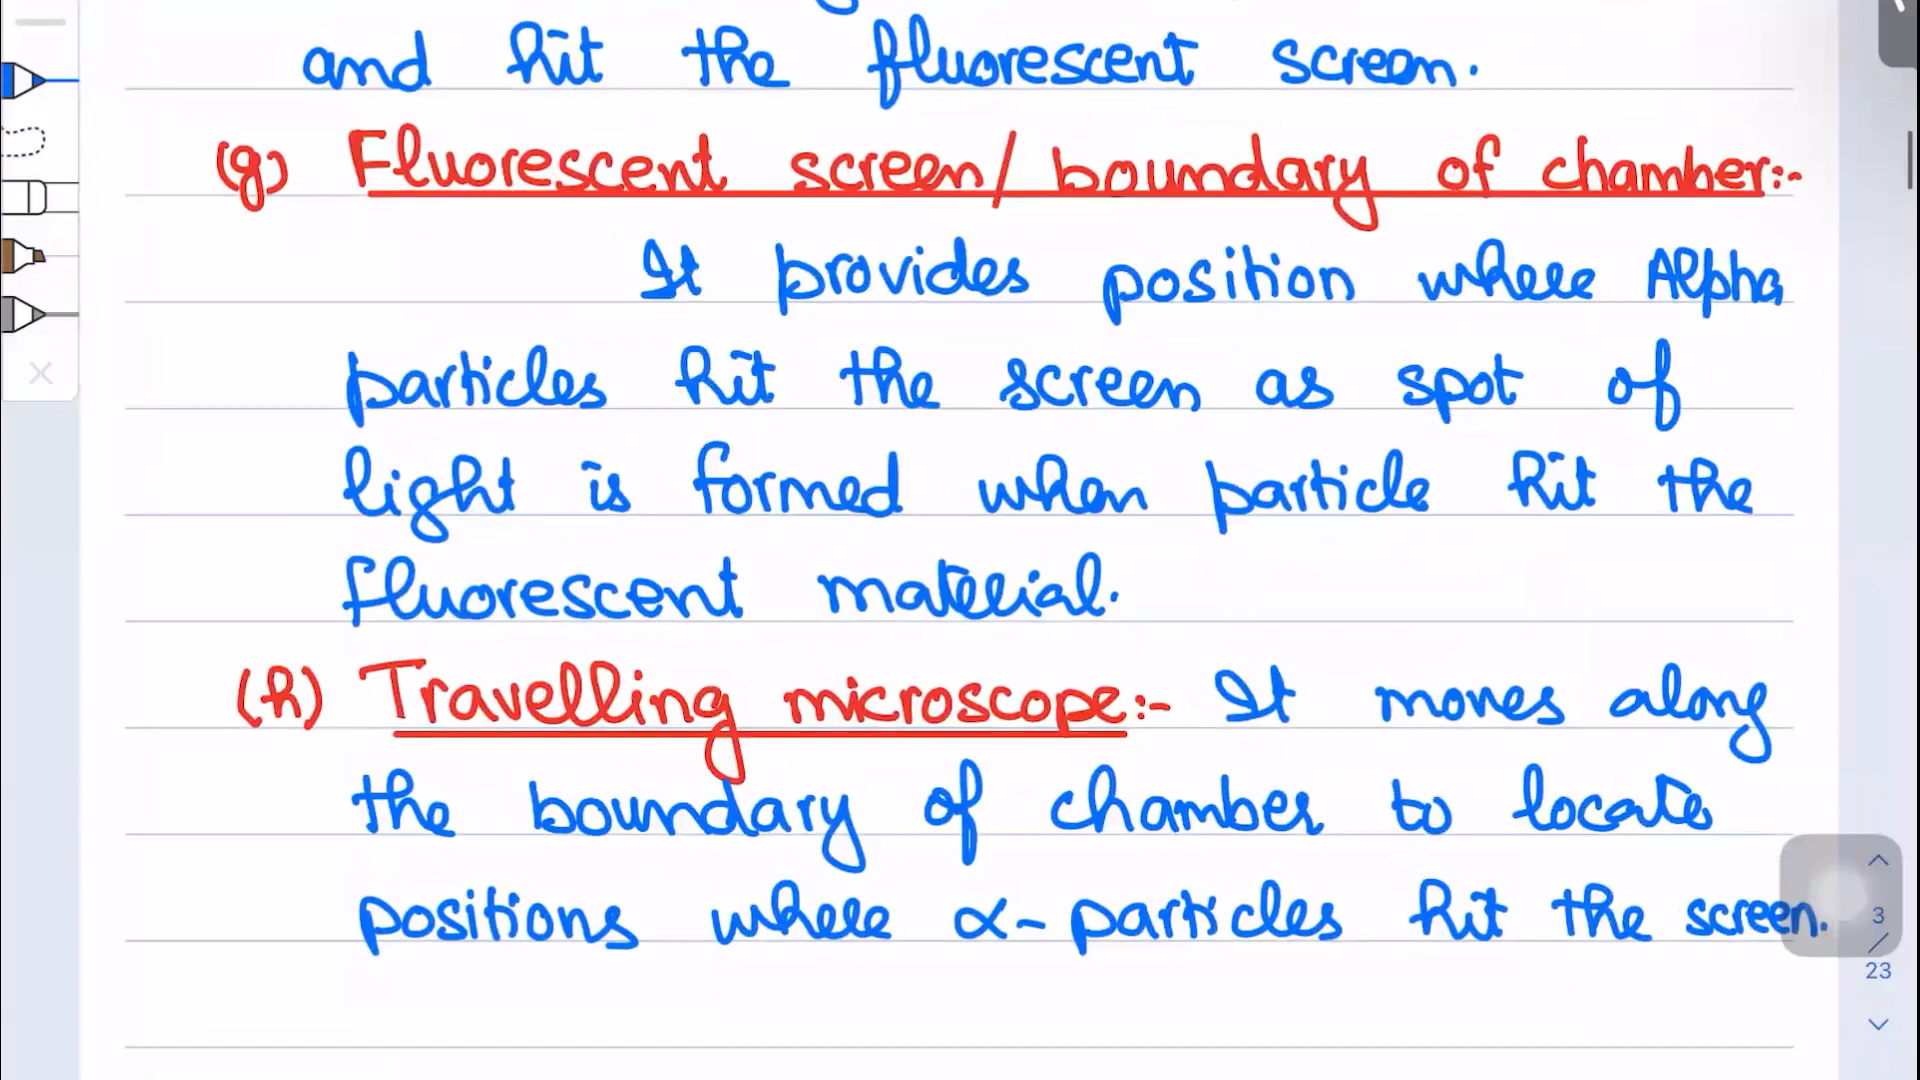 and hit the fluorescent screen.
(g) Fluorescent screen/ boundary of chamber:-
It provides position where Alpha
particles hit the screen as spot of
light is formed when particle hit the
fluorescent material.
(h) Travelling microscope:- It moves along
the boundary of chamber to locate
positions where α- particles hit the screen.
3
/
23